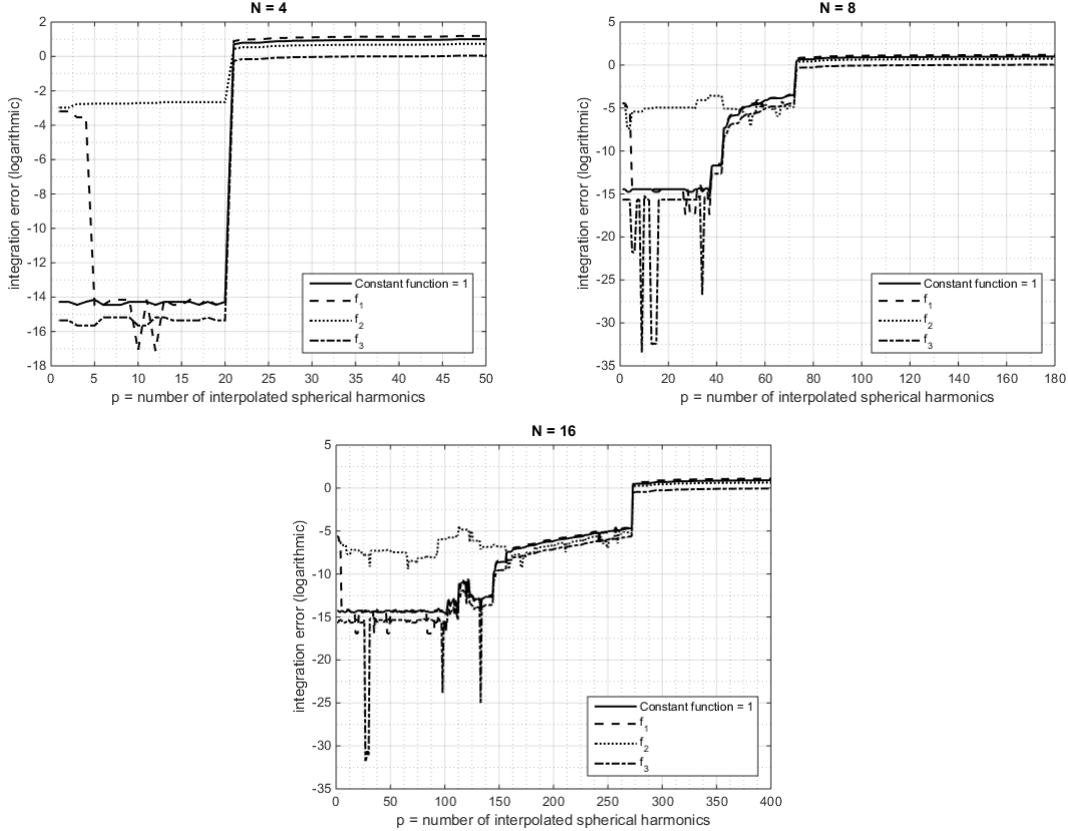 N = 4
integration error (logarithmic)
2
0
-2
-4
-6
-8
-10
-12
-14
-16
-18
0 5 10 15 20 25 30 35 40 45 50
p = number of interpolated spherical harmonics
Constant function = 1
f1
f2
f3
N = 8
integration error (logarithmic)
5
0
-5
-10
-15
-20
-25
-30
-35
0 20 40 60 80 100 120 140 160 180
p = number of interpolated spherical harmonics
Constant function = 1
f1
f2
f3
N = 16
integration error (logarithmic)
5
0
-5
-10
-15
-20
-25
-30
-35
0 50 100 150 200 250 300 350 400
p = number of interpolated spherical harmonics
Constant function = 1
f1
f2
f3